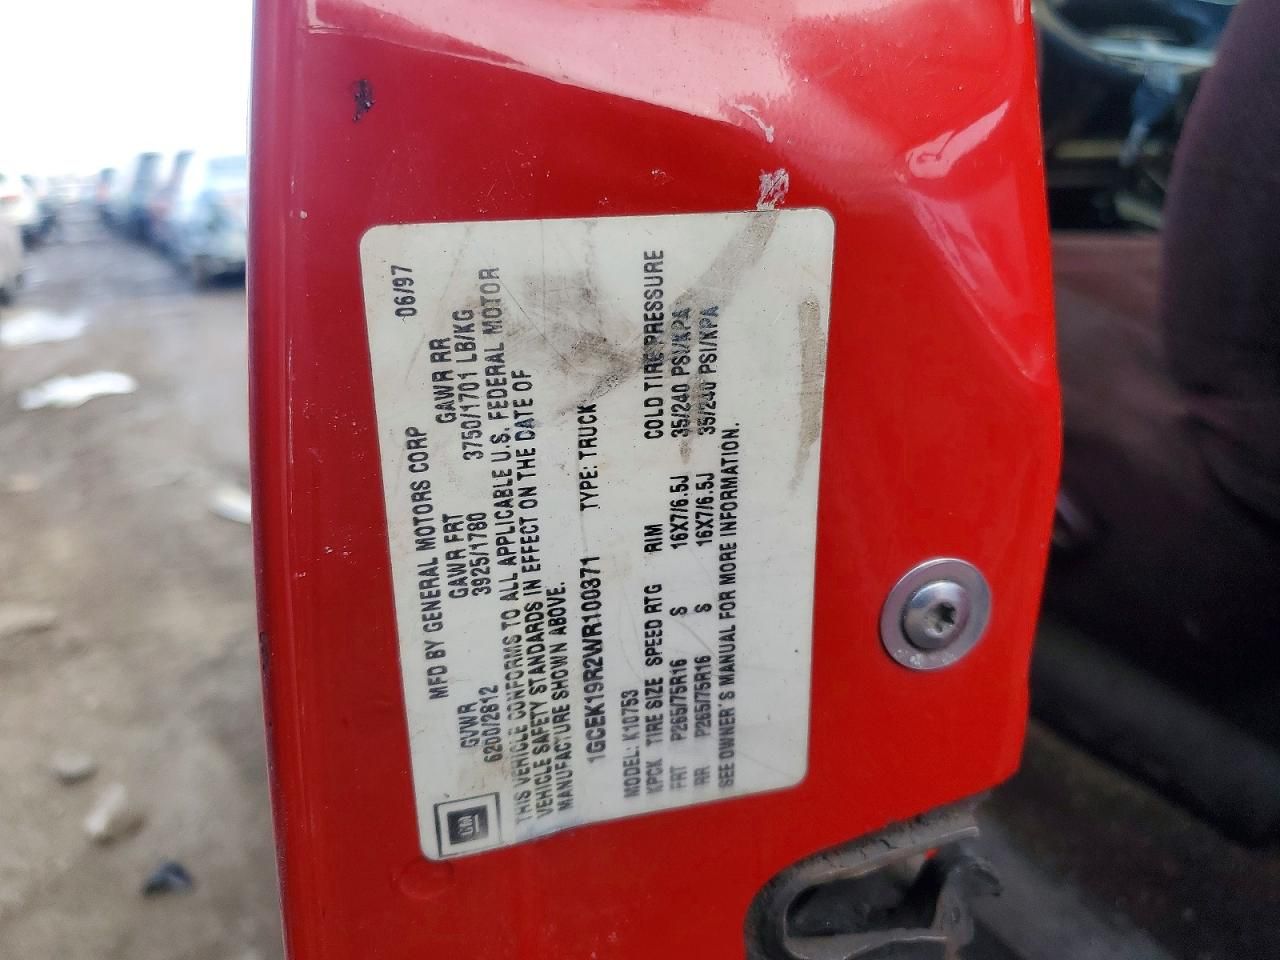 GM
MFD BY GENERAL MOTORS CORP 06/97
GVWR GAWR FRT GAWR RR
6200/2812 3925/1780 3750/1701 LB/KG
THIS VEHICLE CONFORMS TO ALL APPLICABLE U.S. FEDERAL MOTOR
VEHICLE SAFETY STANDARDS IN EFFECT ON THE DATE OF
MANUFACTURE SHOWN ABOVE.
1GCEK19R2WR100371 TYPE: TRUCK
MODEL: K10753
KPCK TIRE SIZE SPEED RTG RIM COLD TIRE PRESSURE
FRT P265/75R16 S 16X7/6.5J 35/240 PSI/KPA
RR P265/75R16 S 16X7/6.5J 35/240 PSI/KPA
SEE OWNER'S MANUAL FOR MORE INFORMATION.